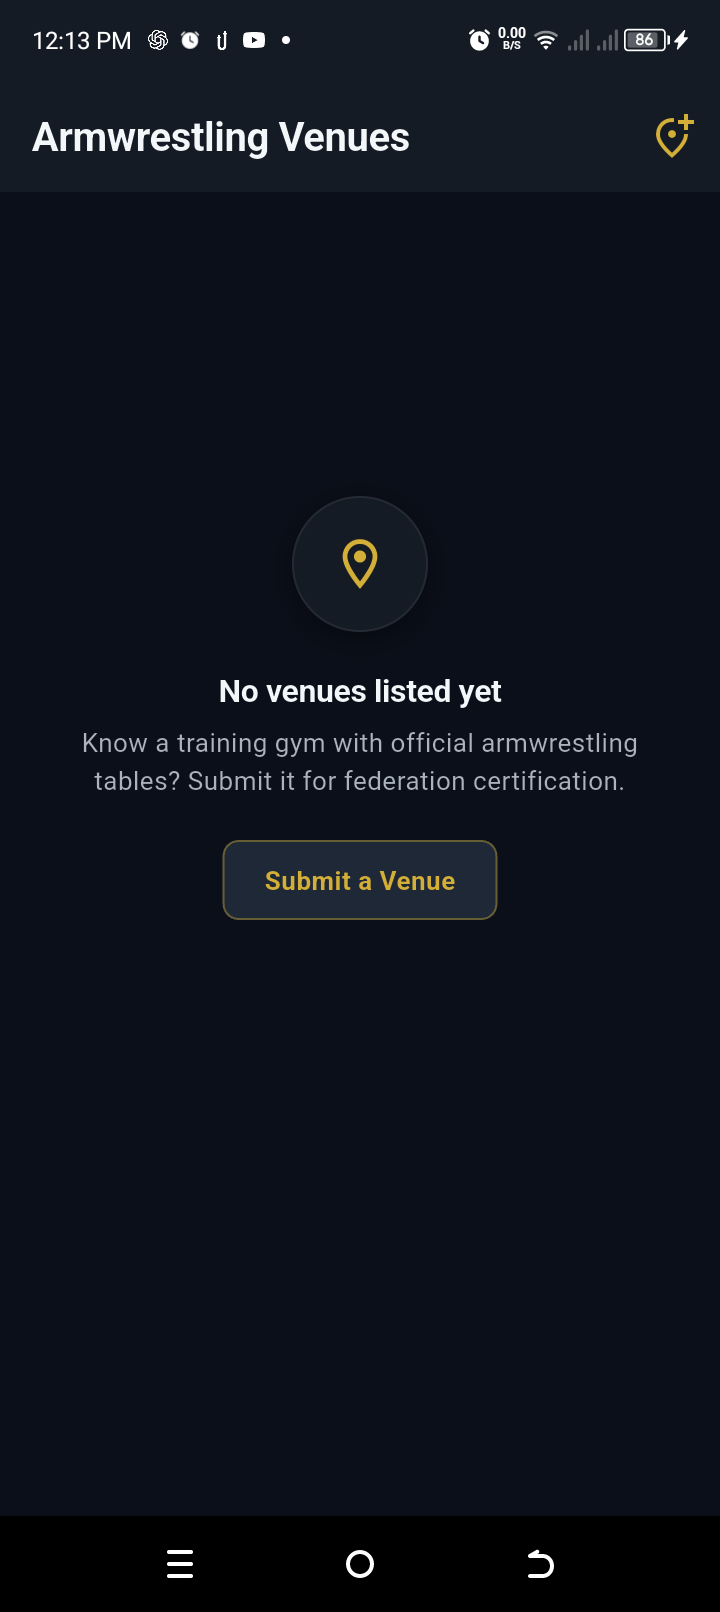 12:13 PM
0.00
B/S
86
Armwrestling Venues
No venues listed yet
Know a training gym with official armwrestling
tables? Submit it for federation certification.
Submit a Venue